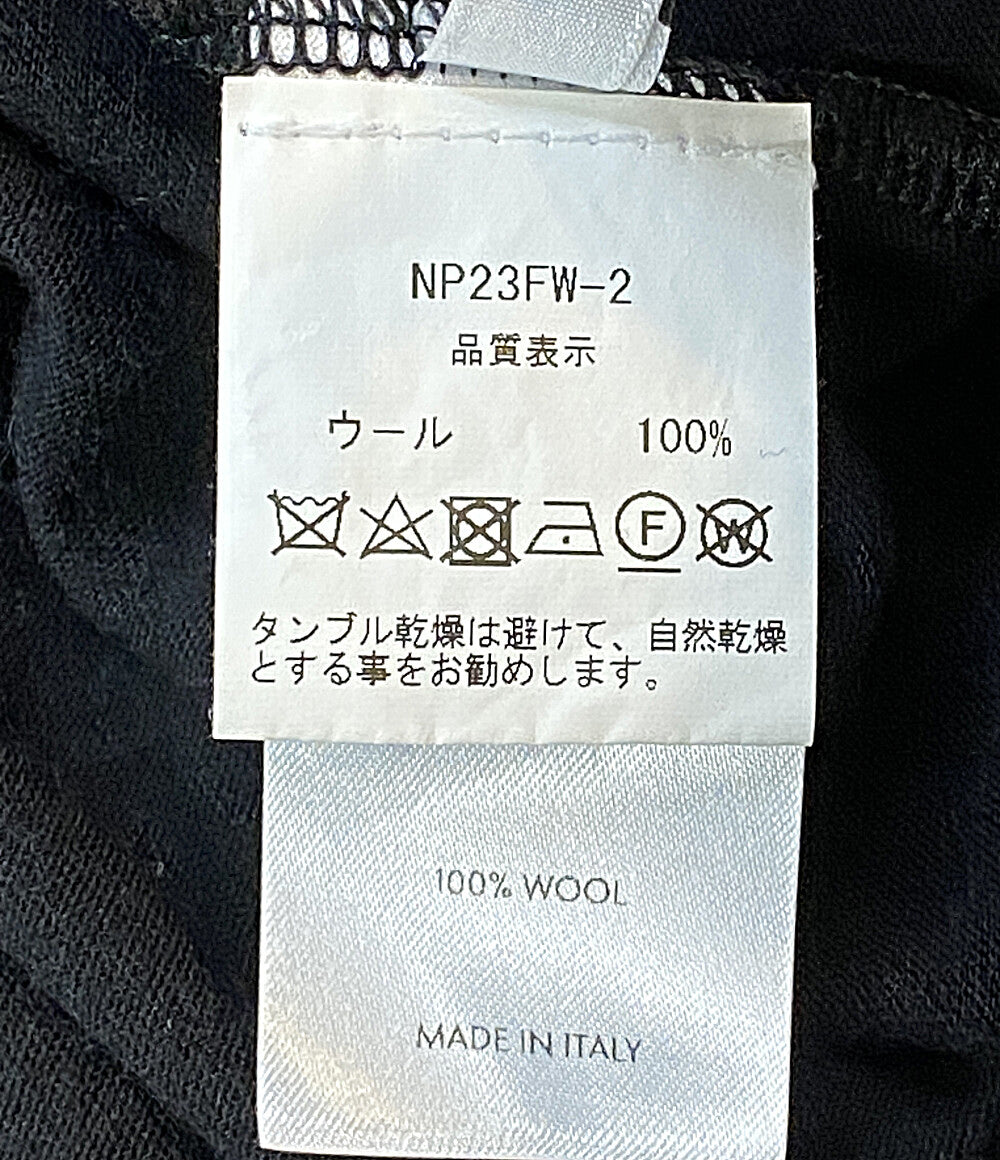 NP23FW-2
品質表示
ウール 100%
F W
タンブル乾燥は避けて、自然乾燥
とする事をお勧めします。
100% WOOL
MADE IN ITALY